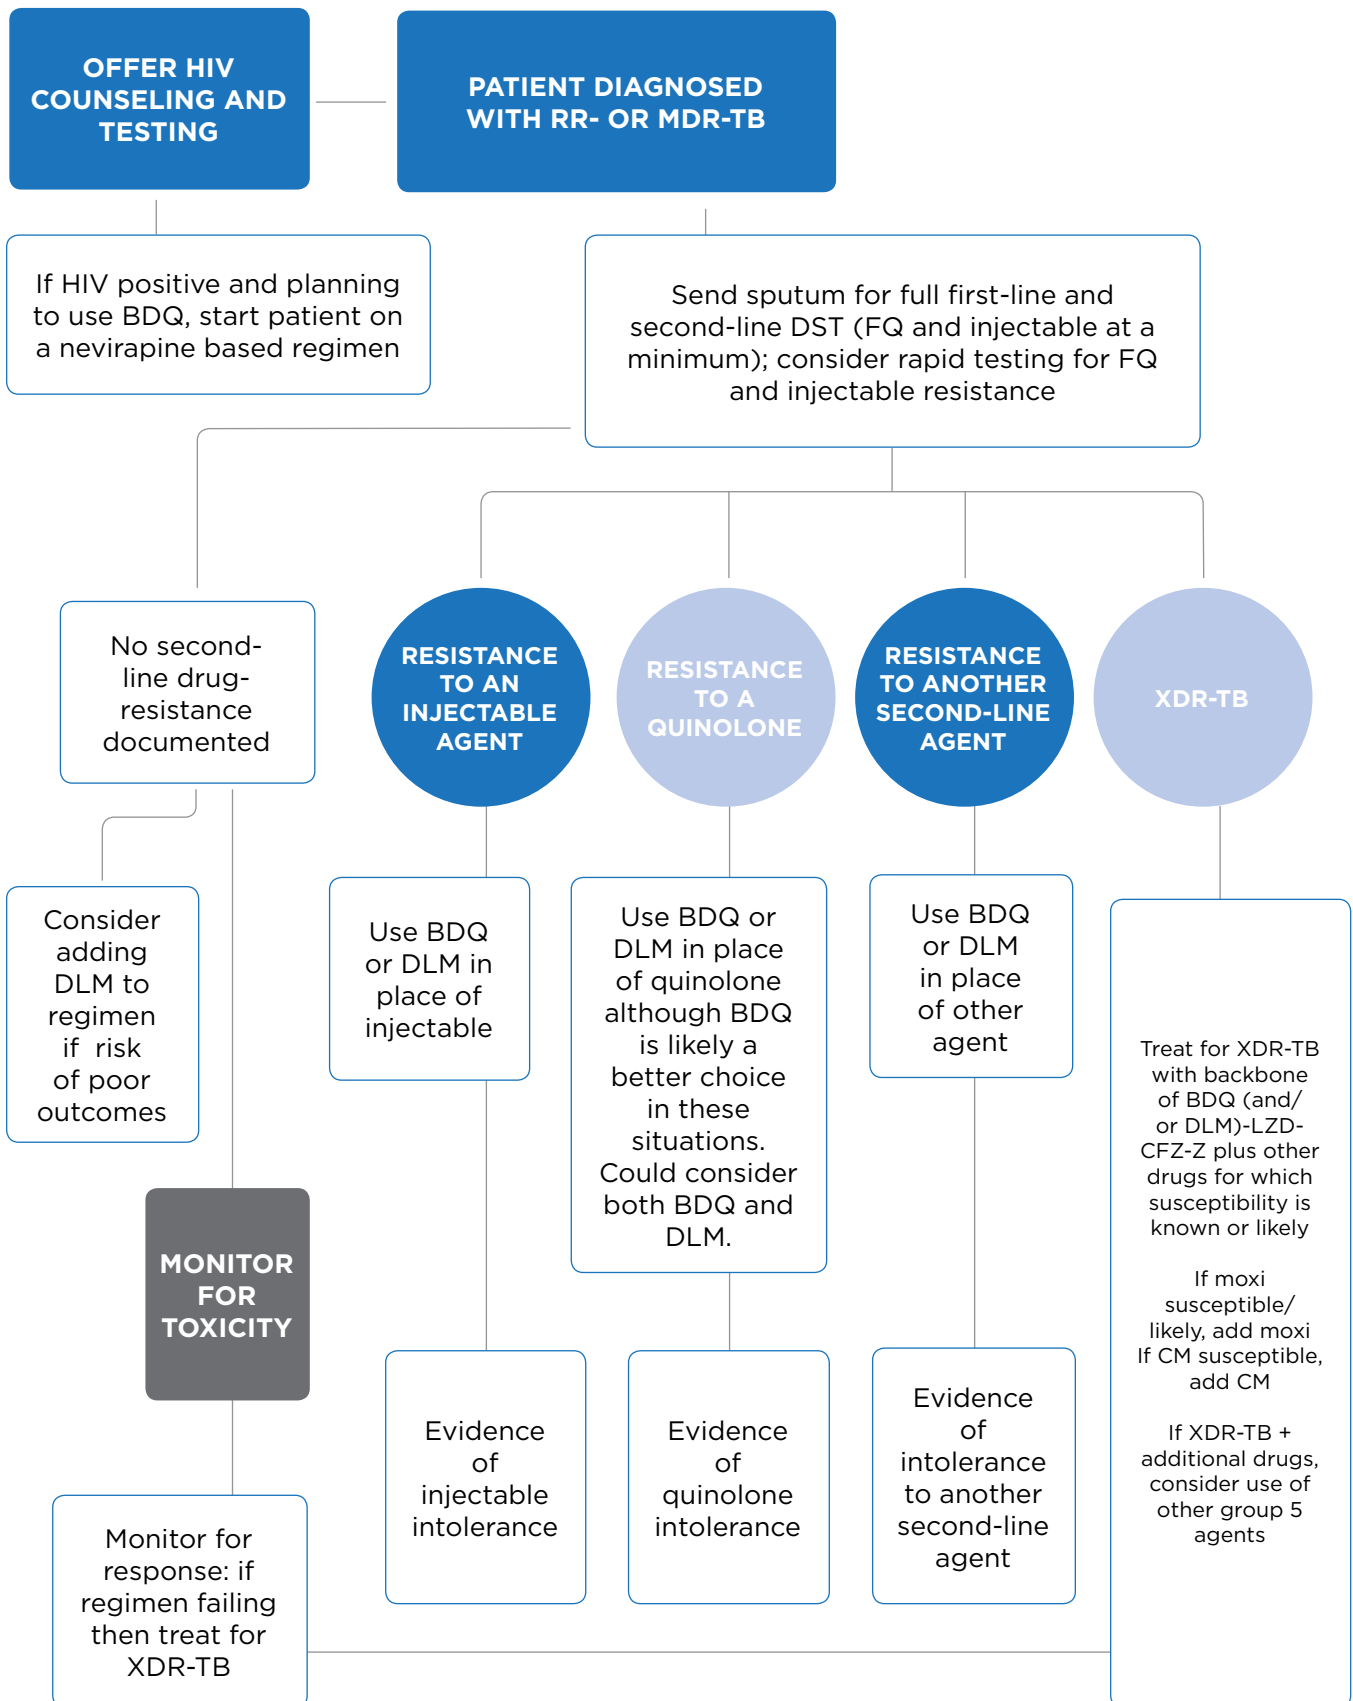 OFFER HIV
COUNSELING AND
TESTING
PATIENT DIAGNOSED
WITH RR- OR MDR-TB
If HIV positive and planning
to use BDQ, start patient on
a nevirapine based regimen
Send sputum for full first-line and
second-line DST (FQ and injectable at a
minimum); consider rapid testing for FQ
and injectable resistance
No second-
line drug-
resistance
documented
RESISTANCE
TO AN
INJECTABLE
AGENT
RESISTANCE
TO A
QUINOLONE
RESISTANCE
TO ANOTHER
SECOND-LINE
AGENT
XDR-TB
Consider
adding
DLM to
regimen
if risk
of poor
outcomes
Use BDQ
or DLM in
place of
injectable
Use BDQ or
DLM in place
of quinolone
although BDQ
is likely a
better choice
in these
situations.
Could consider
both BDQ and
DLM.
Use BDQ
or DLM
in place
of other
agent
Treat for XDR-TB
with backbone
of BDQ (and/
or DLM)-LZD-
CFZ-Z plus other
drugs for which
susceptibility is
known or likely
If moxi
susceptible/
likely, add moxi
If CM susceptible,
add CM
If XDR-TB +
additional drugs,
consider use of
other group 5
agents
MONITOR
FOR
TOXICITY
Evidence
of
injectable
intolerance
Evidence
of
quinolone
intolerance
Evidence
of
intolerance
to another
second-line
agent
Monitor for
response: if
regimen failing
then treat for
XDR-TB